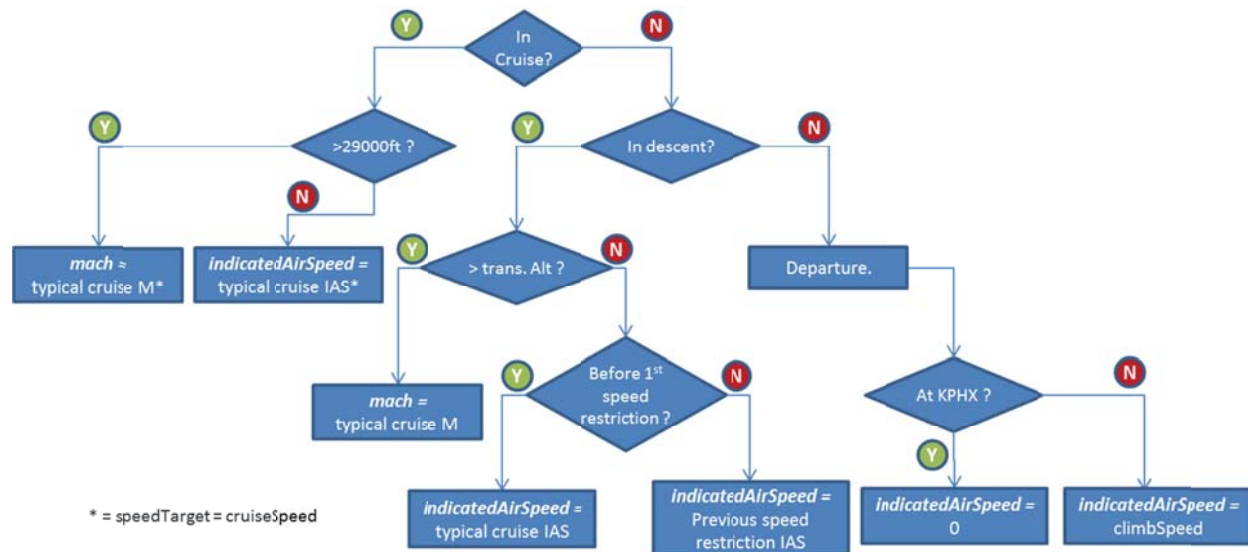 Y
In
Cruise?
N
Y
>29000ft ?
N
Y
In descent?
N
mach =
typical cruise M*
indicatedAirSpeed =
typical cruise IAS*
Y
> trans. Alt ?
N
Departure.
mach =
typical cruise M
Y
Before 1st
speed
restriction ?
N
At KPHX ?
N
Y
indicatedAirSpeed =
typical cruise IAS
indicatedAirSpeed =
Previous speed
restriction IAS
indicatedAirSpeed =
0
indicatedAirSpeed =
climbSpeed
* = speedTarget = cruiseSpeed